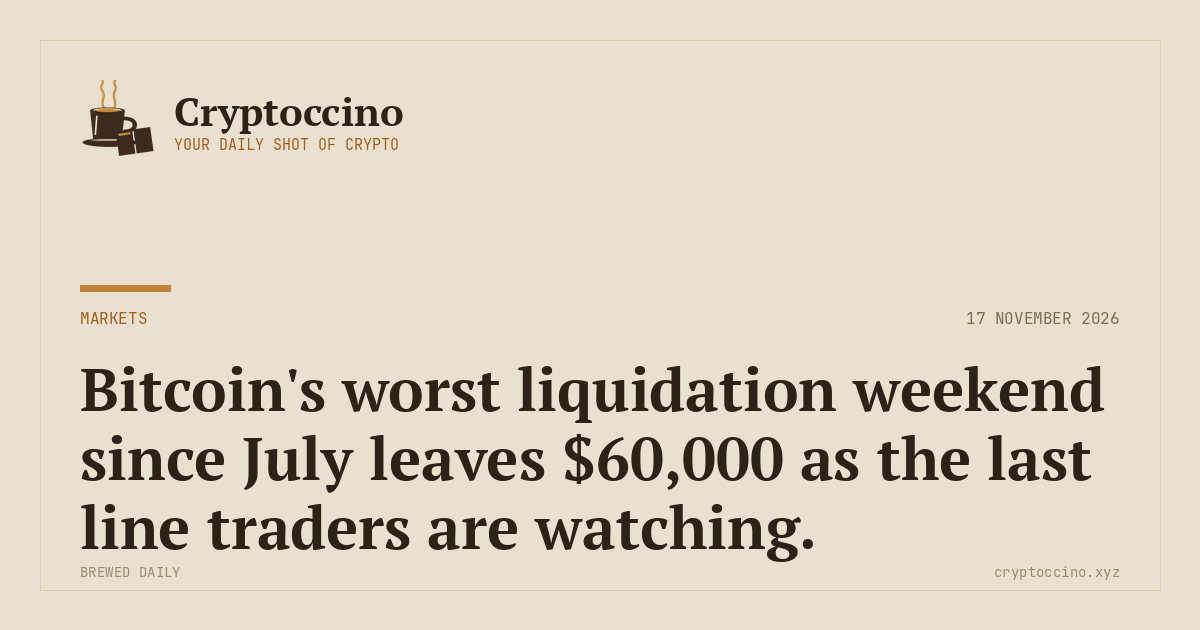 Cryptoccino
YOUR DAILY SHOT OF CRYPTO
MARKETS
17 NOVEMBER 2026
Bitcoin's worst liquidation weekend
since July leaves $60,000 as the last
line traders are watching.
BREWED DAILY
cryptoccino.xyz